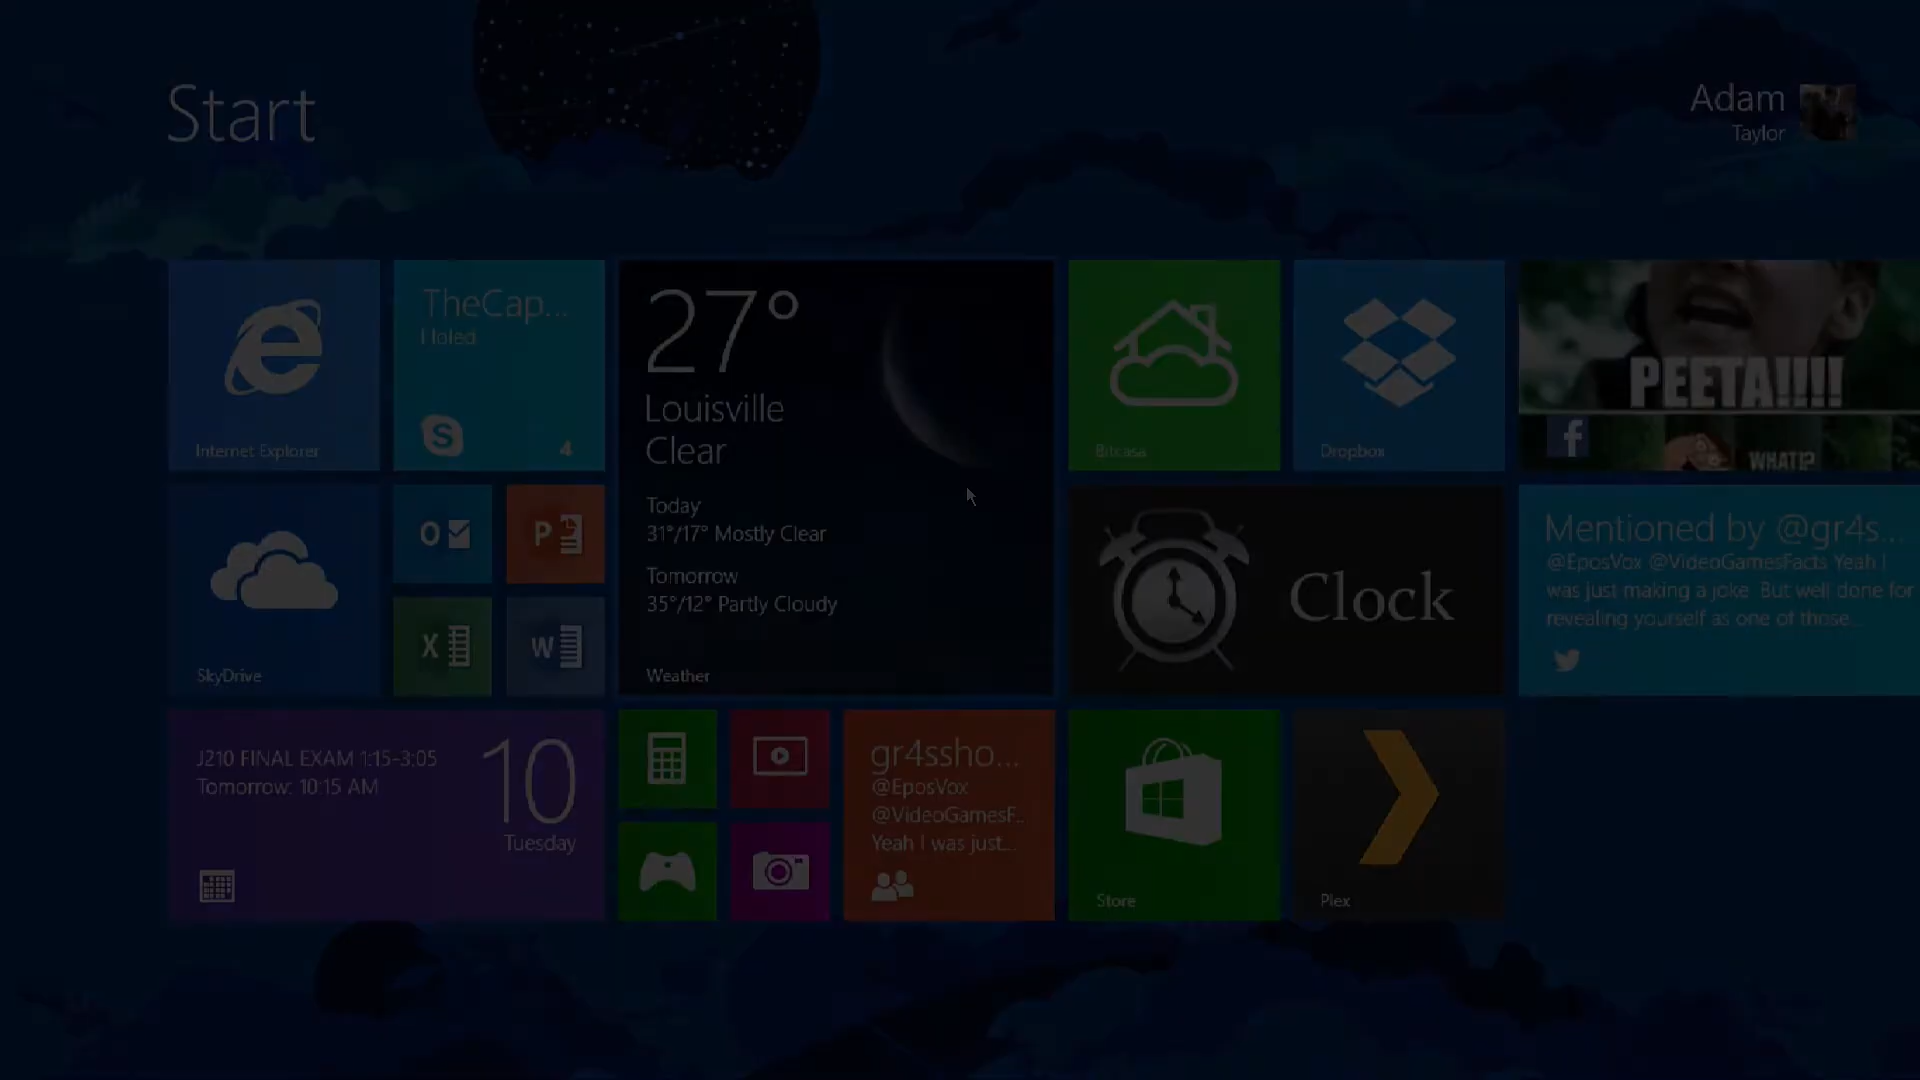 Start
Adam
Taylor
Internet Explorer
TheCap...
4
27°
Louisville
Clear
Today
31°/17° Mostly Clear
Tomorrow
35°/12° Partly Cloudy
Weather
Bitcasa
Dropbox
PEETA!!!!
WHAT!?
SkyDrive
Clock
Mentioned by @gr4s...
@EposVox @VideoGamesFacts Yeah I
was just making a joke. But well done for
revealing yourself as one of those...
J210 FINAL EXAM 1:15-3:05
Tomorrow: 10:15 AM
10
Tuesday
gr4ssho...
@EposVox
@VideoGamesF...
Yeah I was just...
Store
Plex